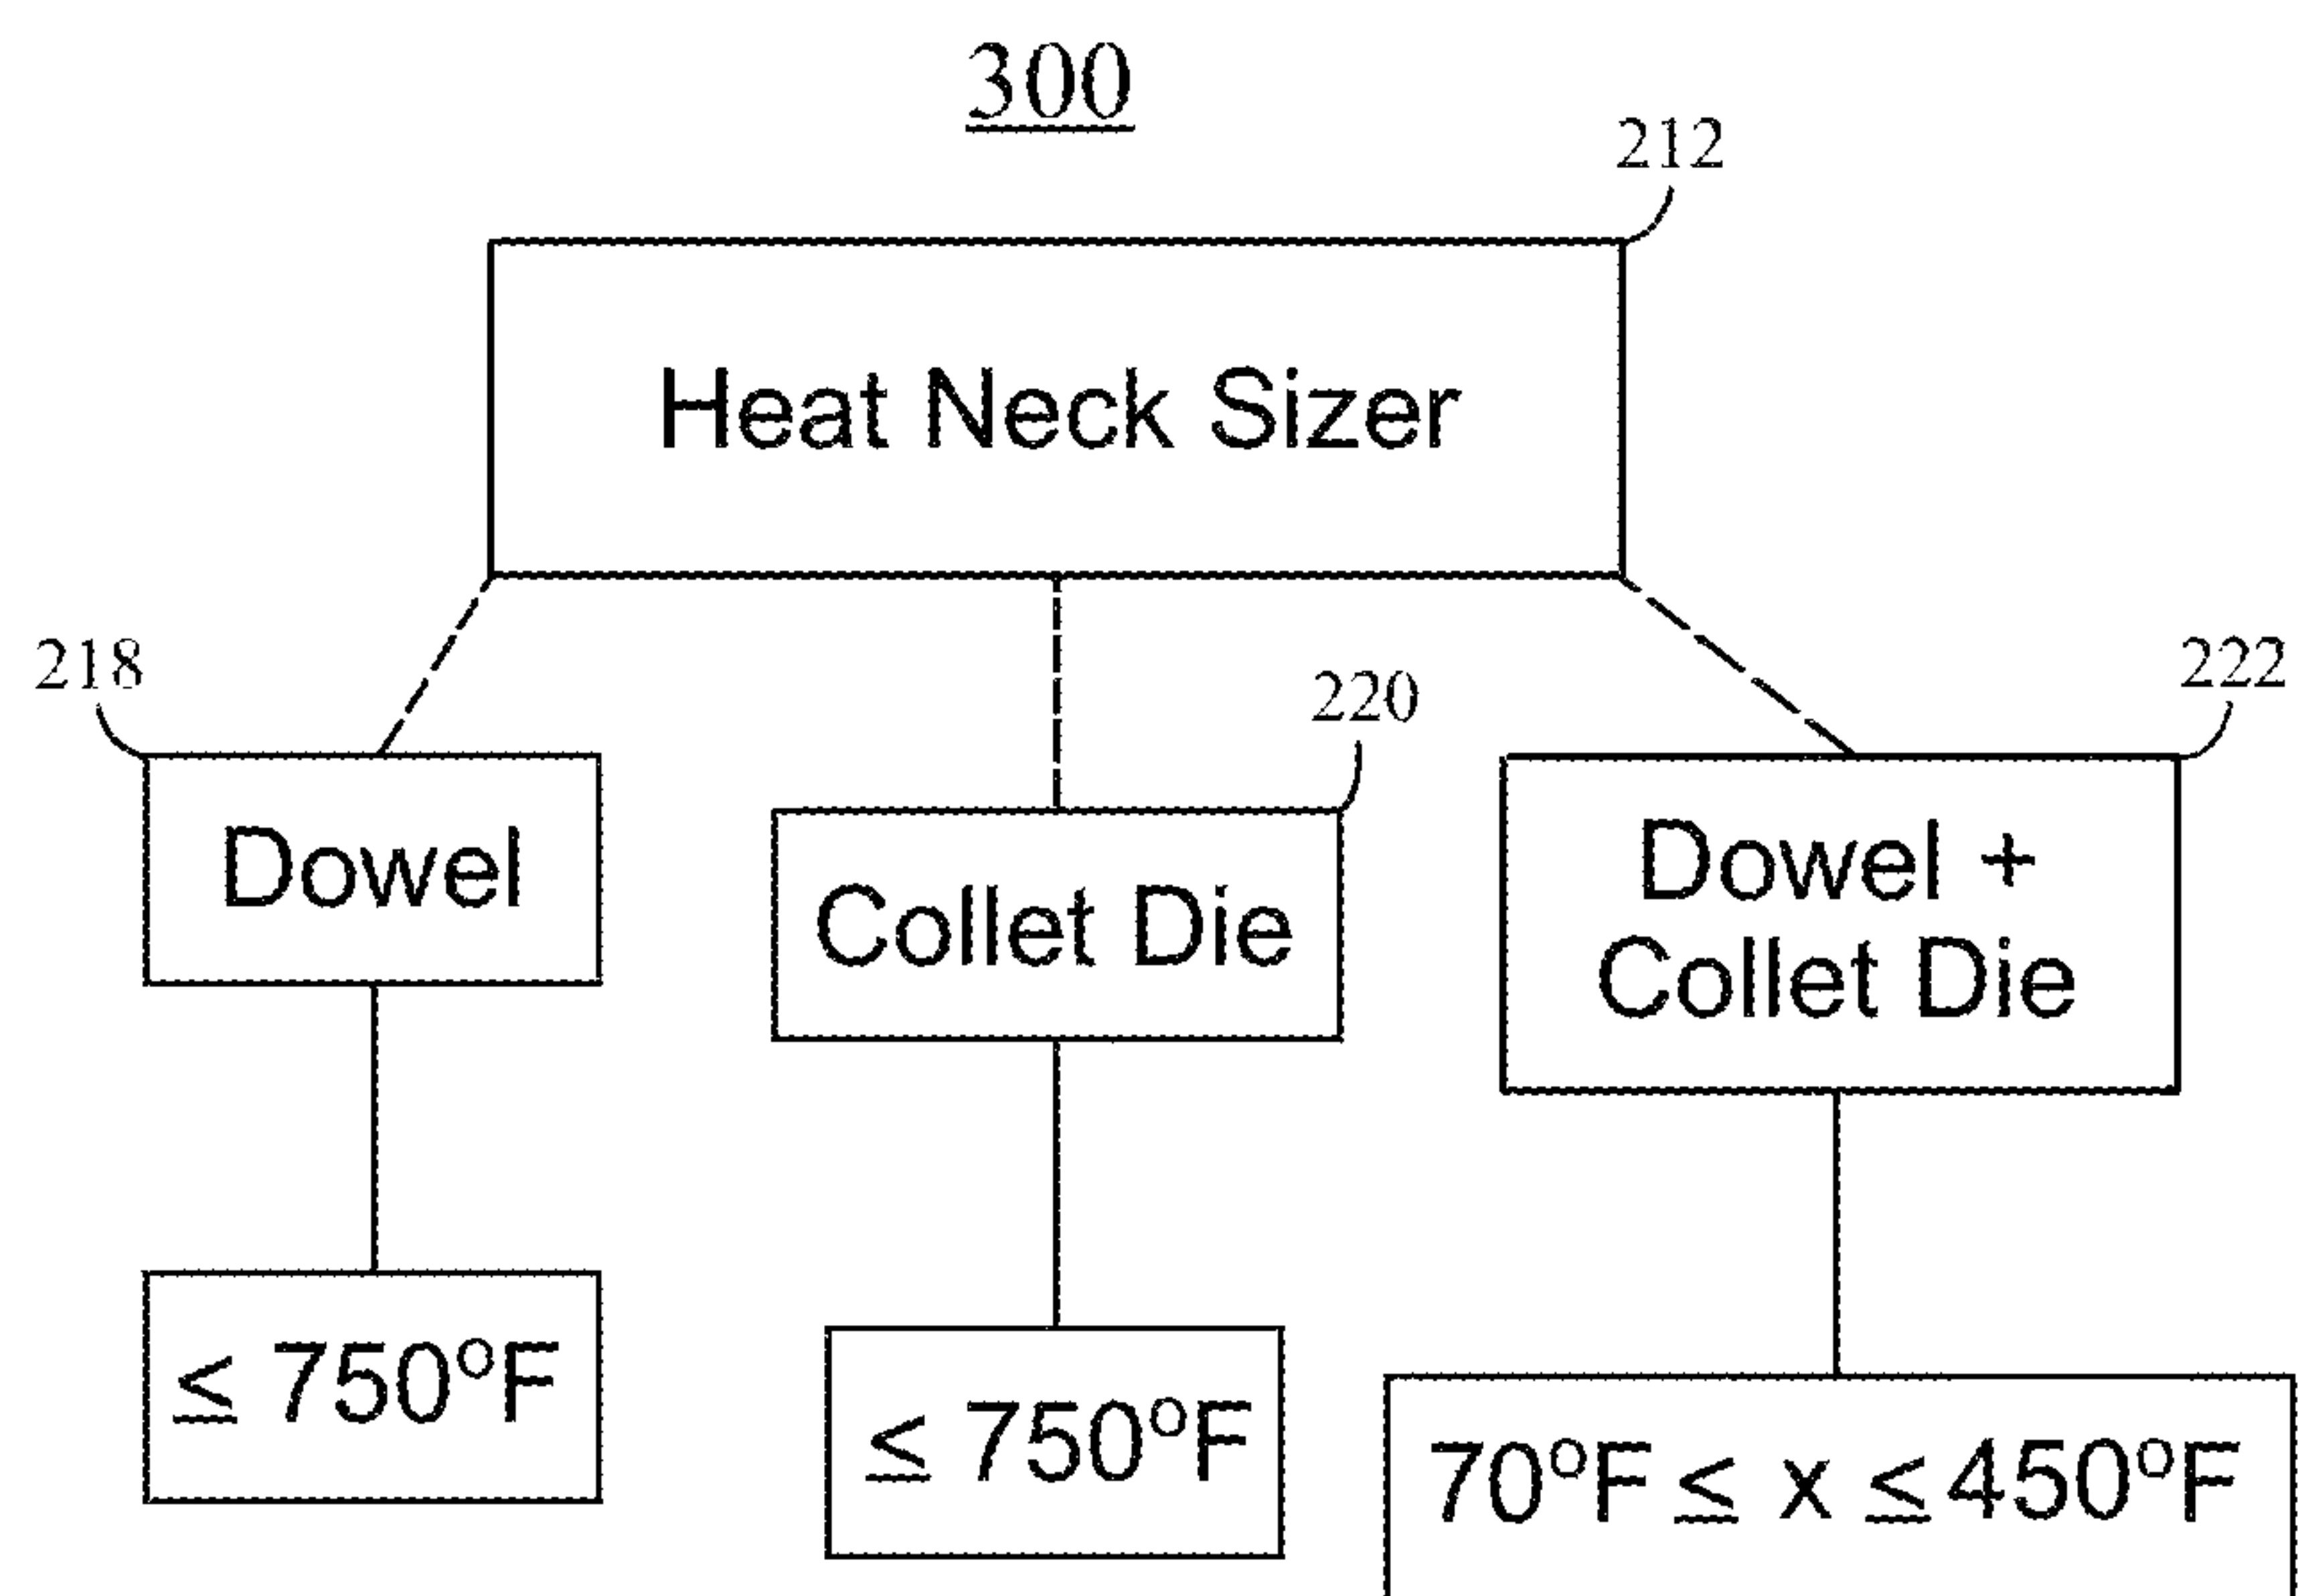 300
212
Heat Neck Sizer
218
220
222
Dowel
Collet Die
Dowel +
Collet Die
≤ 750°F
≤ 750°F
70°F ≤ x ≤ 450°F